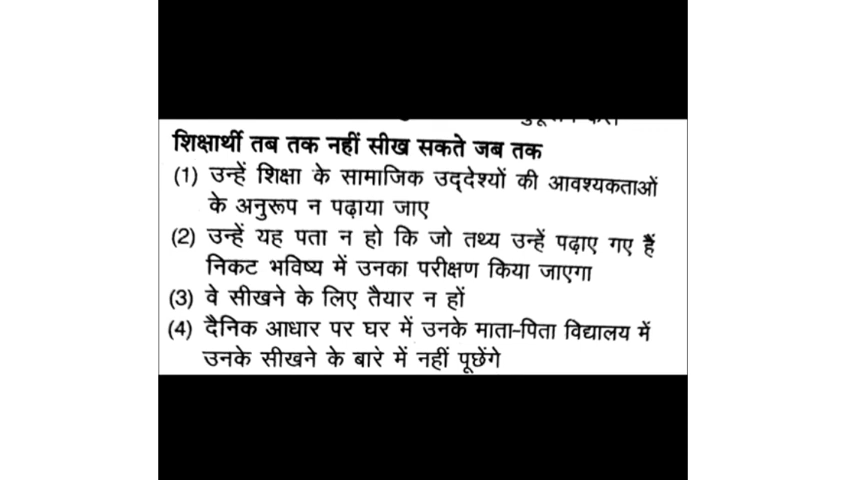 शिक्षार्थी तब तक नहीं सीख सकते जब तक
(1) उन्हें शिक्षा के सामाजिक उद्देश्यों की आवश्यकताओं
के अनुरूप न पढ़ाया जाए
(2) उन्हें यह पता न हो कि जो तथ्य उन्हें पढ़ाए गए हैं
निकट भविष्य में उनका परीक्षण किया जाएगा
(3) वे सीखने के लिए तैयार न हों
(4) दैनिक आधार पर घर में उनके माता-पिता विद्यालय में
उनके सीखने के बारे में नहीं पूछेंगे